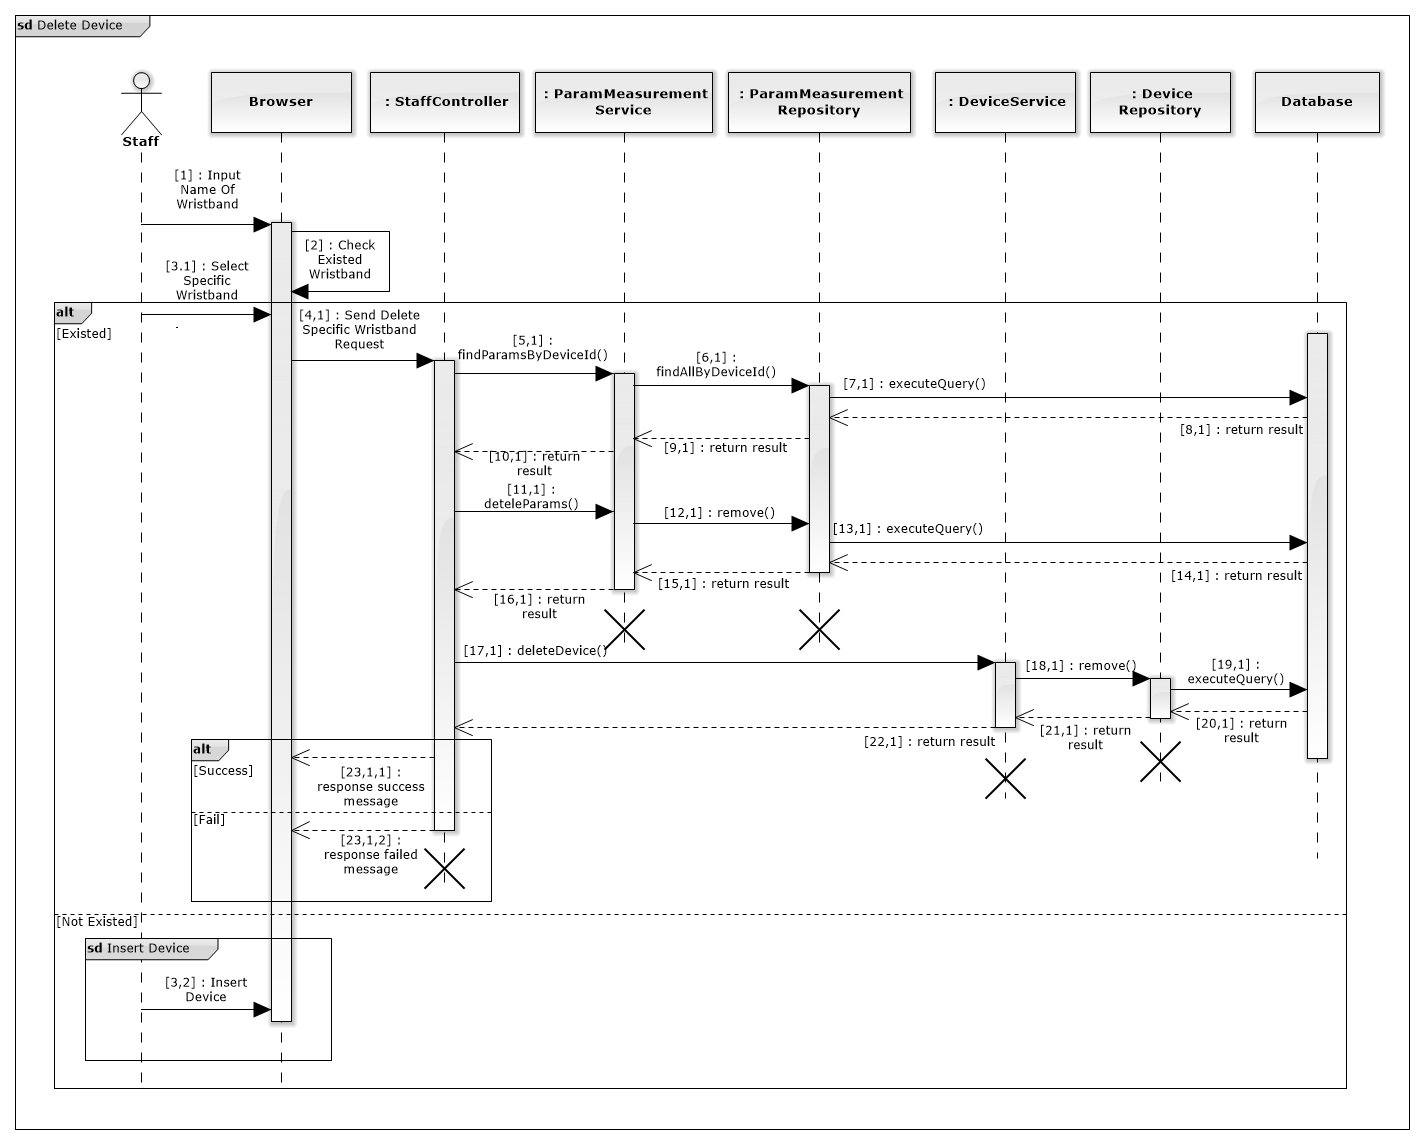 sd Delete Device
Staff
Browser
: StaffController
: ParamMeasurement
Service
: ParamMeasurement
Repository
: DeviceService
: Device
Repository
Database
[1] : Input
Name Of
Wristband
[2] : Check
Existed
Wristband
[3.1] : Select
Specific
Wristband
alt
[Existed]
[4,1] : Send Delete
Specific Wristband
Request
[5,1] :
findParamsByDeviceId()
[6,1] :
findAllByDeviceId()
[7,1] : executeQuery()
[8,1] : return result
[9,1] : return result
[10,1] : return
result
[11,1] :
deteleParams()
[12,1] : remove()
[13,1] : executeQuery()
[14,1] : return result
[15,1] : return result
[16,1] : return
result
[17,1] : deleteDevice()
[18,1] : remove()
[19,1] :
executeQuery()
[20,1] : return
result
[21,1] : return
result
[22,1] : return result
alt
[Success]
[23,1,1] :
response success
message
[Fail]
[23,1,2] :
response failed
message
[Not Existed]
sd Insert Device
[3,2] : Insert
Device